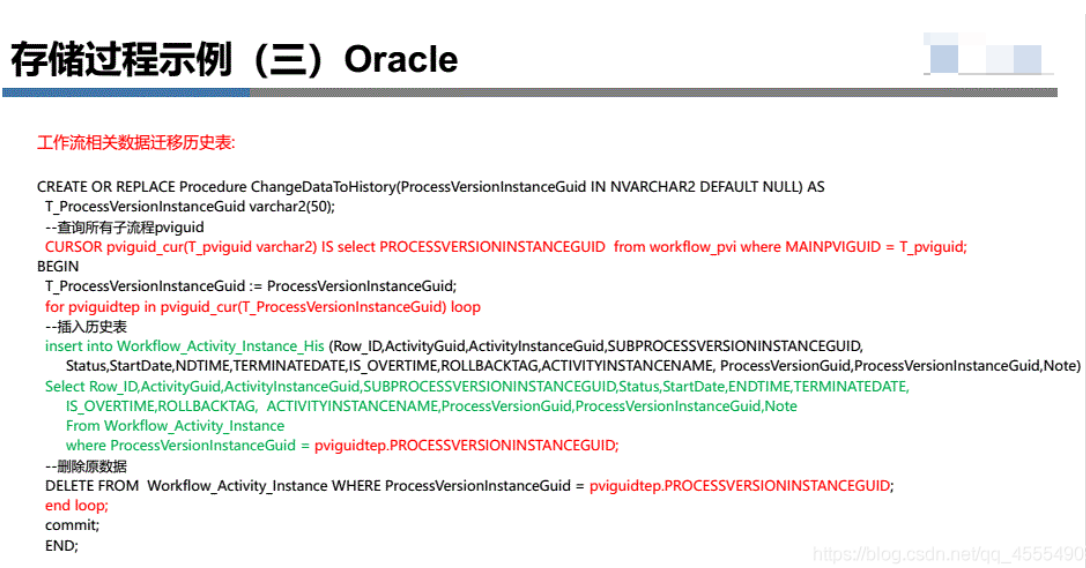 存储过程示例（三）Oracle
工作流相关数据迁移历史表:
CREATE OR REPLACE Procedure ChangeDataToHistory(ProcessVersionInstanceGuid IN NVARCHAR2 DEFAULT NULL) AS
T_ProcessVersionInstanceGuid varchar2(50);
--查询所有子流程pviguid
CURSOR pviguid_cur(T_pviguid varchar2) IS select PROCESSVERSIONINSTANCEGUID from workflow_pvi where MAINPVIGUID = T_pviguid;
BEGIN
T_ProcessVersionInstanceGuid := ProcessVersionInstanceGuid;
for pviguidtep in pviguid_cur(T_ProcessVersionInstanceGuid) loop
--插入历史表
insert into Workflow_Activity_Instance_His (Row_ID,ActivityGuid,ActivityInstanceGuid,SUBPROCESSVERSIONINSTANCEGUID,
Status,StartDate,NDTIME,TERMINATEDATE,IS_OVERTIME,ROLLBACKTAG,ACTIVITYINSTANCENAME, ProcessVersionGuid,ProcessVersionInstanceGuid,Note)
Select Row_ID,ActivityGuid,ActivityInstanceGuid,SUBPROCESSVERSIONINSTANCEGUID,Status,StartDate,ENDTIME,TERMINATEDATE,
IS_OVERTIME,ROLLBACKTAG, ACTIVITYINSTANCENAME,ProcessVersionGuid,ProcessVersionInstanceGuid,Note
From Workflow_Activity_Instance
where ProcessVersionInstanceGuid = pviguidtep.PROCESSVERSIONINSTANCEGUID;
--删除原数据
DELETE FROM Workflow_Activity_Instance WHERE ProcessVersionInstanceGuid = pviguidtep.PROCESSVERSIONINSTANCEGUID;
end loop;
commit;
END;
https://blog.csdn.net/qq_4555490